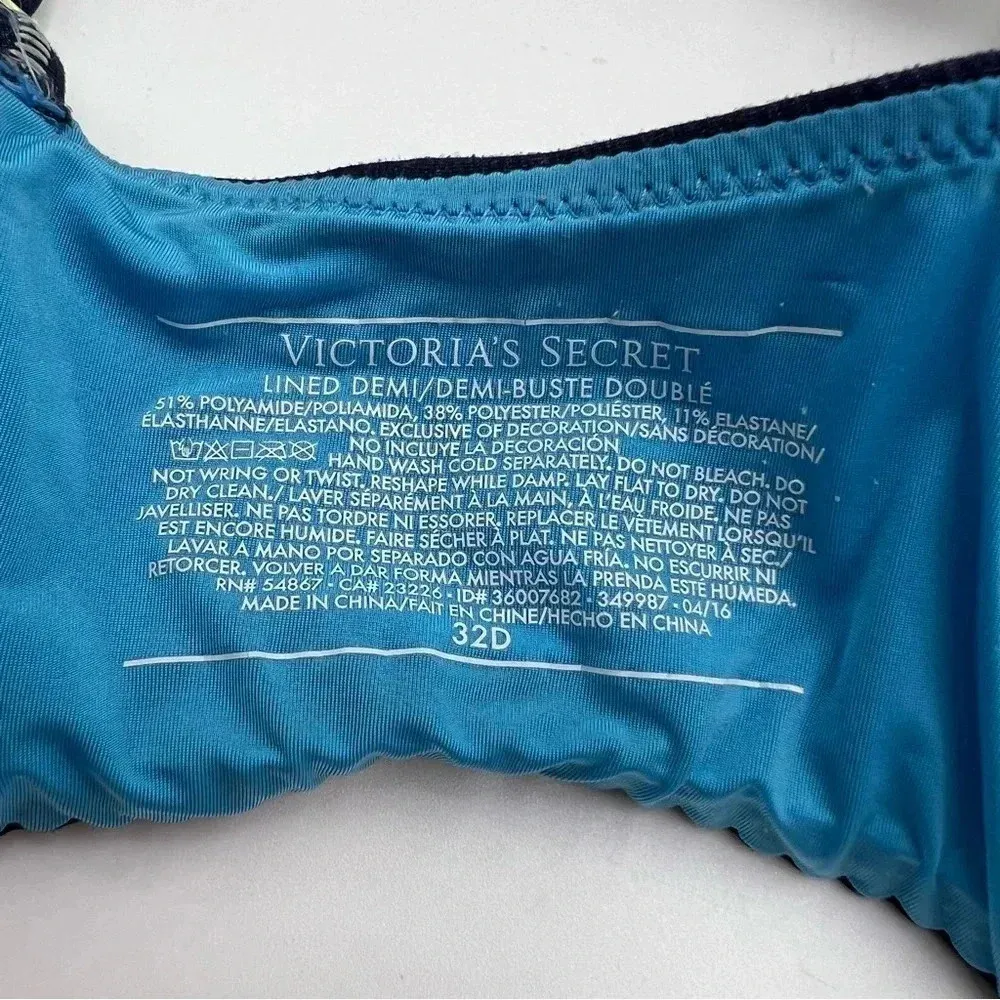 VICTORIA'S SECRET
LINED DEMI/DEMI-BUSTE DOUBLÉ
51% POLYAMIDE/POLIAMIDA, 38% POLYESTER/POLIÉSTER, 11% ELASTANE/
ÉLASTHANNE/ELASTANO. EXCLUSIVE OF DECORATION/SANS DÉCORATION/
NO INCLUYE LA DECORACIÓN
HAND WASH COLD SEPARATELY. DO NOT BLEACH. DO
NOT WRING OR TWIST. RESHAPE WHILE DAMP. LAY FLAT TO DRY. DO NOT
DRY CLEAN./ LAVER SÉPARÉMENT À LA MAIN, À L'EAU FROIDE. NE PAS
JAVELLISER. NE PAS TORDRE NI ESSORER. REPLACER LE VÊTEMENT LORSQU'IL
EST ENCORE HUMIDE. FAIRE SÉCHER À PLAT. NE PAS NETTOYER À SEC/
LAVAR A MANO POR SEPARADO CON AGUA FRÍA. NO ESCURRIR NI
RETORCER. VOLVER A DAR FORMA MIENTRAS LA PRENDA ESTE HÚMEDA.
RN# 54867 · CA# 23226 · ID# 36007682 · 349987 · 04/16
MADE IN CHINA/FAIT EN CHINE/HECHO EN CHINA
32D